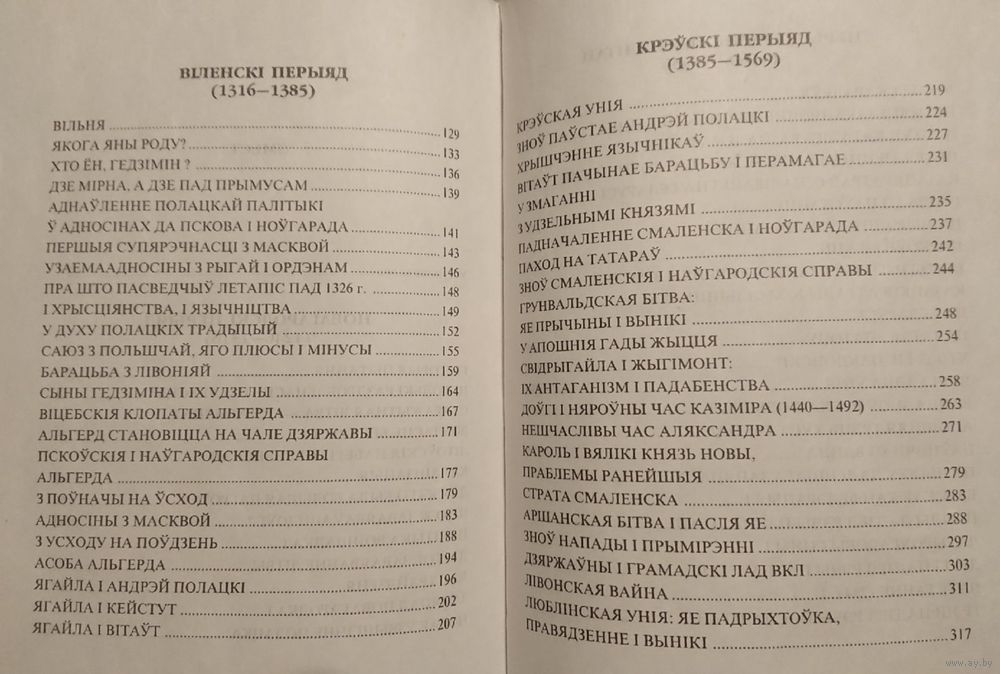 ВІЛЕНСКІ ПЕРЫЯД
(1316—1385)
ВІЛЬНЯ 129
ЯКОГА ЯНЫ РОДУ? 133
ХТО ЁН, ГЕДЗІМІН ? 136
ДЗЕ МІРНА, А ДЗЕ ПАД ПРЫМУСАМ 139
АДНАЎЛЕННЕ ПОЛАЦКАЙ ПАЛІТЫКІ
Ў АДНОСІНАХ ДА ПСКОВА І НОЎГАРАДА 141
ПЕРШЫЯ СУПЯРЭЧНАСЦІ З МАСКВОЙ 143
УЗАЕМААДНОСІНЫ З РЫГАЙ І ОРДЭНАМ 146
ПРА ШТО ПАСВЕДЧЫЎ ЛЕТАПІС ПАД 1326 г. 148
І ХРЫСЦІЯНСТВА, І ЯЗЫЧНІЦТВА 149
У ДУХУ ПОЛАЦКІХ ТРАДЫЦЫЙ 152
САЮЗ З ПОЛЬШЧАЙ, ЯГО ПЛЮСЫ І МІНУСЫ 155
БАРАЦЬБА З ЛІВОНІЯЙ 159
СЫНЫ ГЕДЗІМІНА І ІХ УДЗЕЛЫ 164
ВІЦЕБСКІЯ КЛОПАТЫ АЛЬГЕРДА 167
АЛЬГЕРД СТАНОВІЦЦА НА ЧАЛЕ ДЗЯРЖАВЫ 171
ПСКОЎСКІЯ І НАЎГАРОДСКІЯ СПРАВЫ
АЛЬГЕРДА 177
З ПОЎНАЧЫ НА ЎСХОД 179
АДНОСІНЫ З МАСКВОЙ 183
З УСХОДУ НА ПОЎДЗЕНЬ 188
АСОБА АЛЬГЕРДА 194
ЯГАЙЛА І АНДРЭЙ ПОЛАЦКІ 196
ЯГАЙЛА І КЕЙСТУТ 202
ЯГАЙЛА І ВІТАЎТ 207
КРЭЎСКІ ПЕРЫЯД
(1385—1569)
КРЭЎСКАЯ УНІЯ 219
ЗНОЎ ПАЎСТАЕ АНДРЭЙ ПОЛАЦКІ 224
ХРЫШЧЭННЕ ЯЗЫЧНІКАЎ 227
ВІТАЎТ ПАЧЫНАЕ БАРАЦЬБУ І ПЕРАМАГАЕ 231
У ЗМАГАННІ
З УДЗЕЛЬНЫМІ КНЯЗЯМІ 235
ПАДНАЧАЛЕННЕ СМАЛЕНСКА І НОЎГАРАДА 237
ПАХОД НА ТАТАРАЎ 242
ЗНОЎ СМАЛЕНСКІЯ І НАЎГАРОДСКІЯ СПРАВЫ 244
ГРУНВАЛЬДСКАЯ БІТВА:
ЯЕ ПРЫЧЫНЫ І ВЫНІКІ 248
У АПОШНІЯ ГАДЫ ЖЫЦЦЯ 254
СВІДРЫГАЙЛА І ЖЫГІМОНТ:
ІХ АНТАГАНІЗМ І ПАДАБЕНСТВА 258
ДОЎГІ І НЯРОЎНЫ ЧАС КАЗІМІРА (1440—1492) 263
НЕШЧАСЛІВЫ ЧАС АЛЯКСАНДРА 271
КАРОЛЬ І ВЯЛІКІ КНЯЗЬ НОВЫ,
ПРАБЛЕМЫ РАНЕЙШЫЯ 279
СТРАТА СМАЛЕНСКА 283
АРШАНСКАЯ БІТВА І ПАСЛЯ ЯЕ 288
ЗНОЎ НАПАДЫ І ПРЫМІРЭННІ 297
ДЗЯРЖАЎНЫ І ГРАМАДСКІ ЛАД ВКЛ 303
ЛІВОНСКАЯ ВАЙНА 311
ЛЮБЛІНСКАЯ УНІЯ: ЯЕ ПАДРЫХТОЎКА,
ПРАВЯДЗЕННЕ І ВЫНІКІ 317
www.ay.by